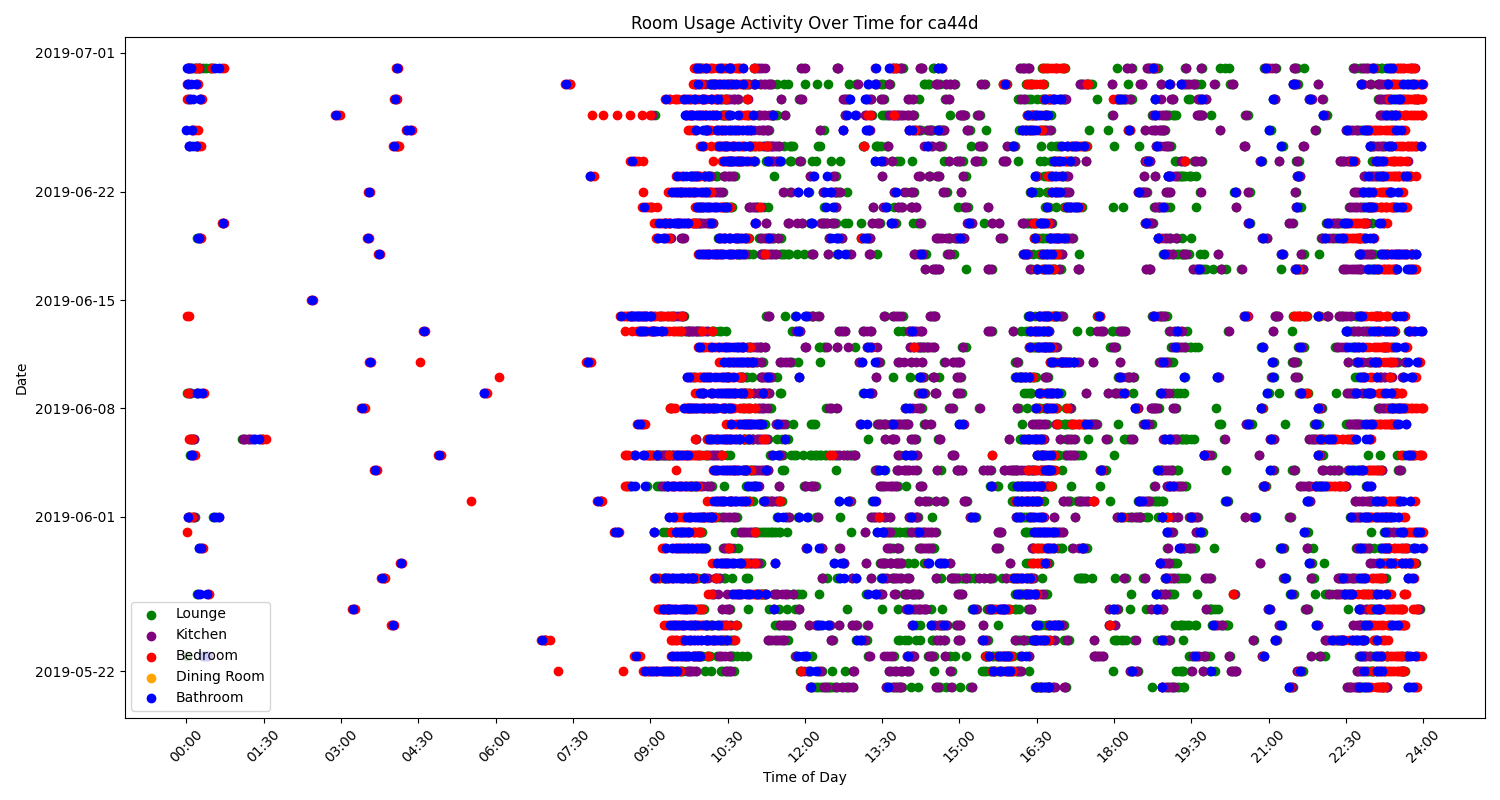 Room Usage Activity Over Time for ca44d
Date
2019-07-01
2019-06-22
2019-06-15
2019-06-08
2019-06-01
2019-05-22
Lounge
Kitchen
Bedroom
Dining Room
Bathroom
00:00 01:30 03:00 04:30 06:00 07:30 09:00 10:30 12:00 13:30 15:00 16:30 18:00 19:30 21:00 22:30 24:00
Time of Day